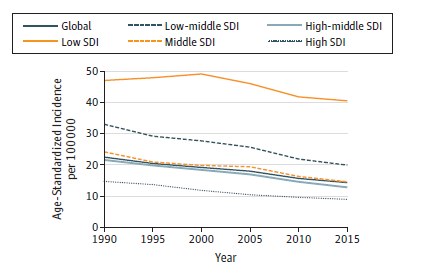 Global Low-middle SDI High-middle SDI
Low SDI Middle SDI High SDI
Age-Standardized Incidence
per 100 000
50
40
30
20
10
0
1990 1995 2000 2005 2010 2015
Year